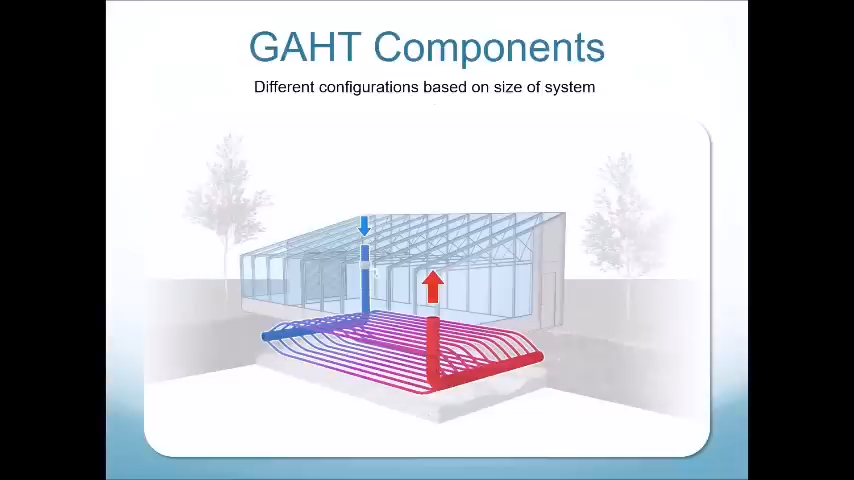 GAHT Components
Different configurations based on size of system